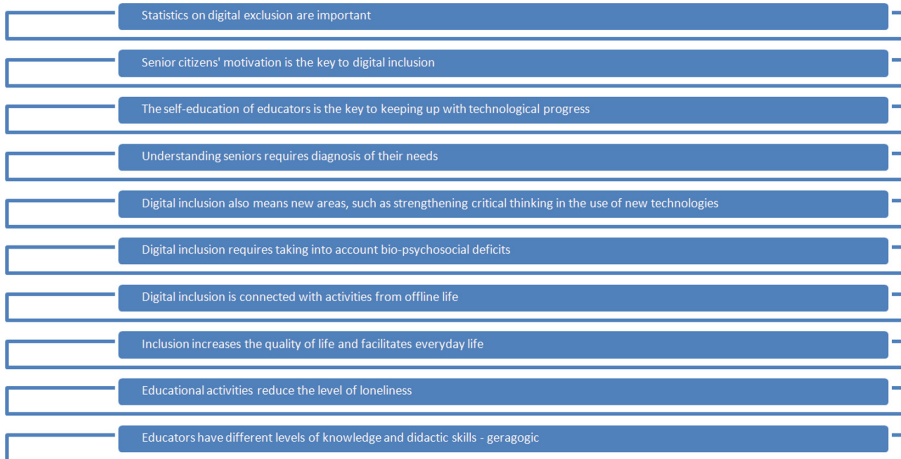 Statistics on digital exclusion are important
Senior citizens' motivation is the key to digital inclusion
The self-education of educators is the key to keeping up with technological progress
Understanding seniors requires diagnosis of their needs
Digital inclusion also means new areas, such as strengthening critical thinking in the use of new technologies
Digital inclusion requires taking into account bio-psychosocial deficits
Digital inclusion is connected with activities from offline life
Inclusion increases the quality of life and facilitates everyday life
Educational activities reduce the level of loneliness
Educators have different levels of knowledge and didactic skills - geragogic